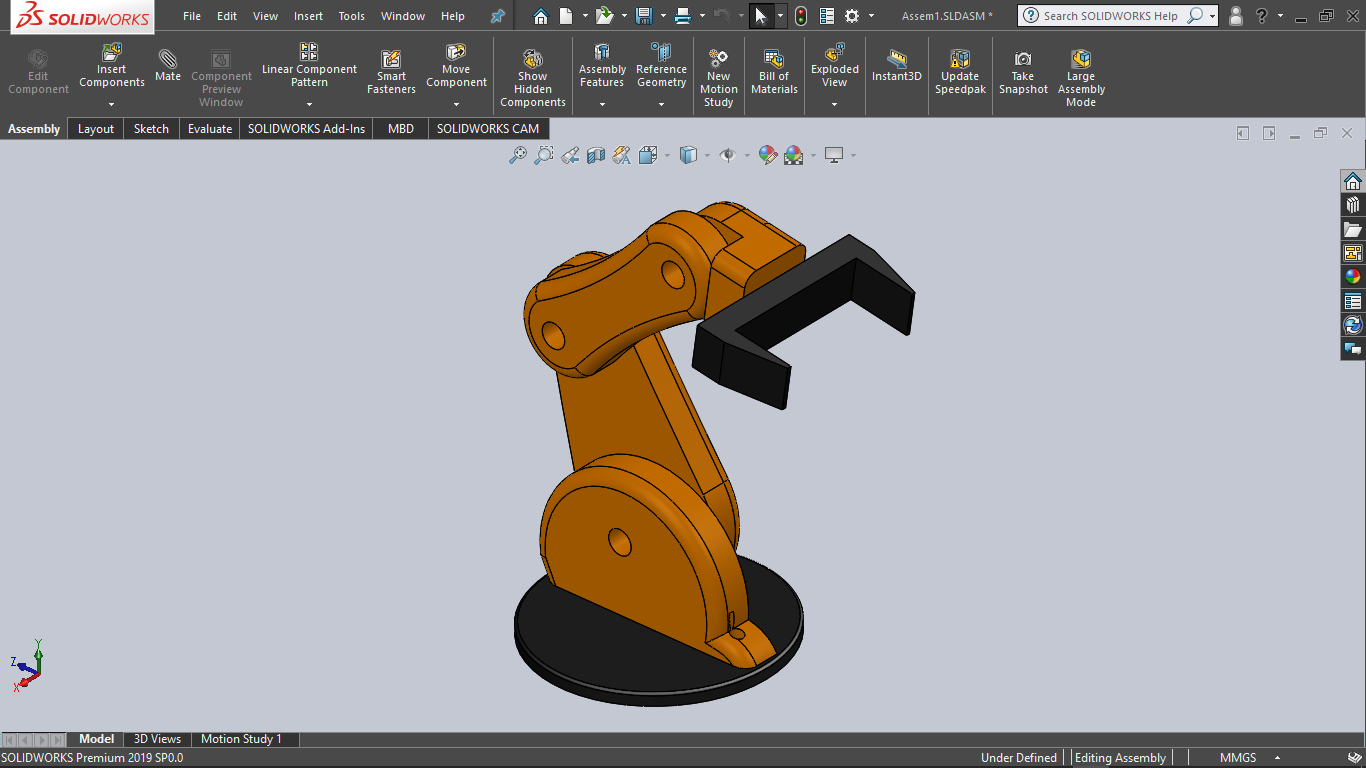 SOLIDWORKS File Edit View Insert Tools Window Help Assem1.SLDASM * Search SOLIDWORKS Help ?
Edit Component
Insert Components
Mate
Component Preview Window
Linear Component Pattern
Smart Fasteners
Move Component
Show Hidden Components
Assembly Features
Reference Geometry
New Motion Study
Bill of Materials
Exploded View
Instant3D
Update Speedpak
Take Snapshot
Large Assembly Mode
Assembly Layout Sketch Evaluate SOLIDWORKS Add-Ins MBD SOLIDWORKS CAM
Y
Z
X
Model 3D Views Motion Study 1
SOLIDWORKS Premium 2019 SP0.0 Under Defined Editing Assembly MMGS